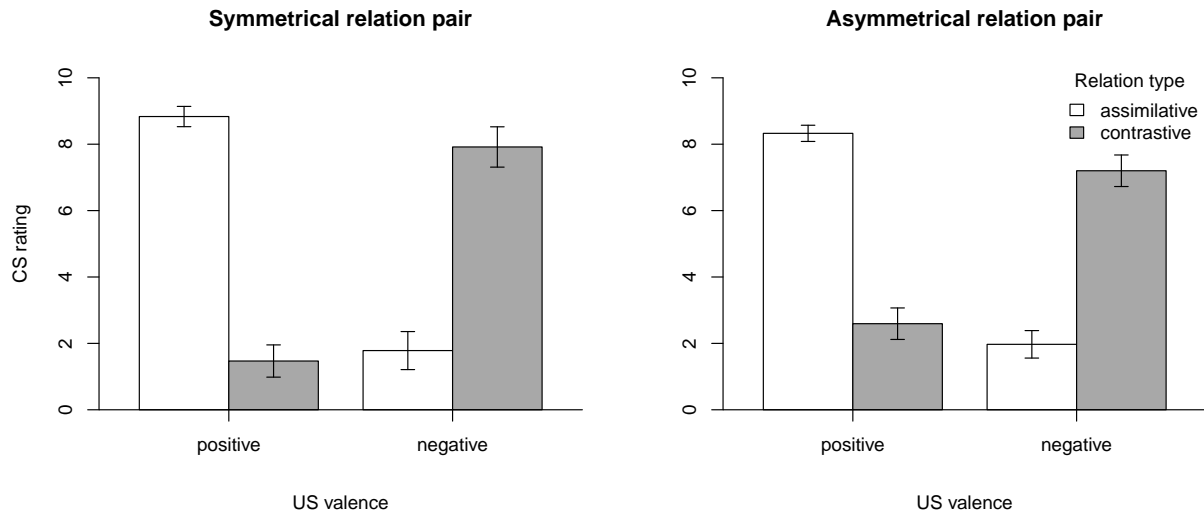 Symmetrical relation pair
CS rating
0
2
4
6
8
10
positive
negative
US valence
Asymmetrical relation pair
0
2
4
6
8
10
Relation type
assimilative
contrastive
positive
negative
US valence